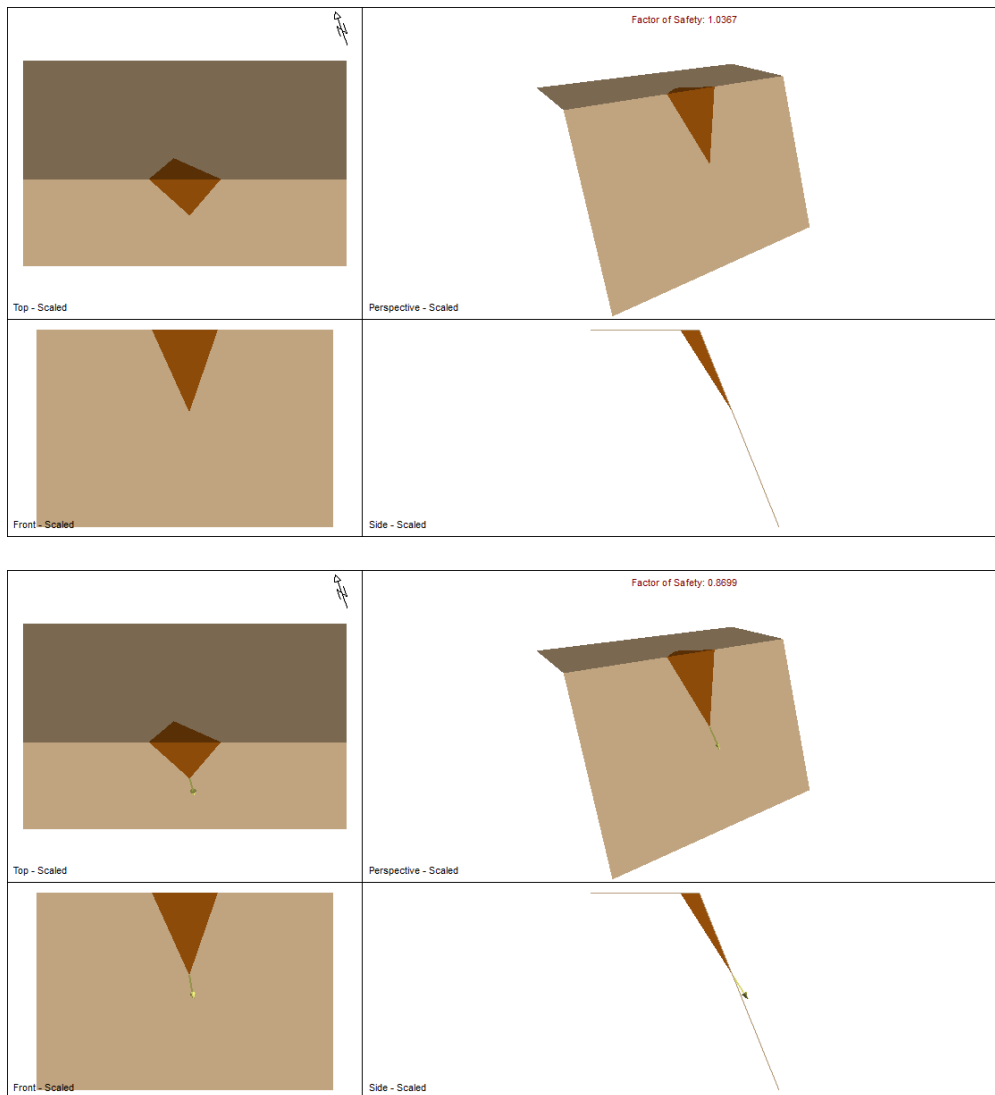 Factor of Safety: 1.0367
Top - Scaled
Perspective - Scaled
Front - Scaled
Side - Scaled
Factor of Safety: 0.8699
Top - Scaled
Perspective - Scaled
Front - Scaled
Side - Scaled